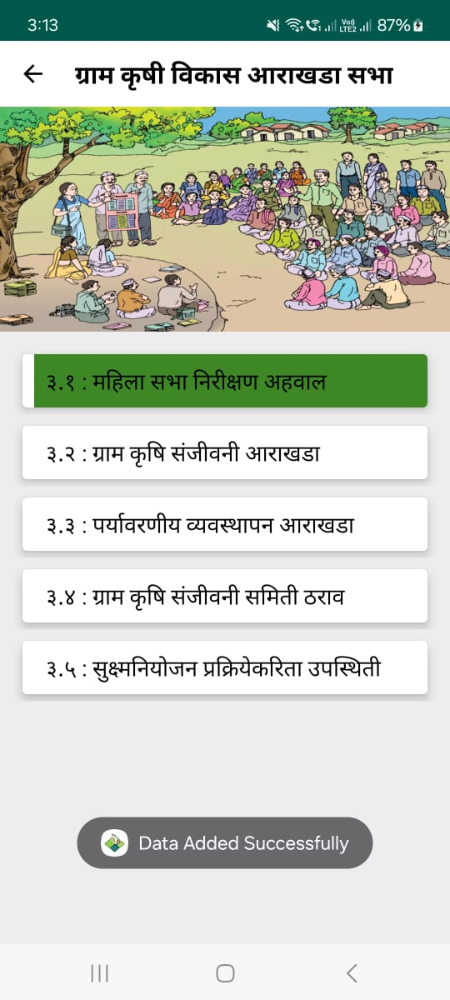 3:13
Vo))
LTE2
87%
ग्राम कृषी विकास आराखडा सभा
३.१ : महिला सभा निरीक्षण अहवाल
३.२ : ग्राम कृषि संजीवनी आराखडा
३.३ : पर्यावरणीय व्यवस्थापन आराखडा
३.४ : ग्राम कृषि संजीवनी समिती ठराव
३.५ : सुक्ष्मनियोजन प्रक्रियेकरिता उपस्थिती
Data Added Successfully